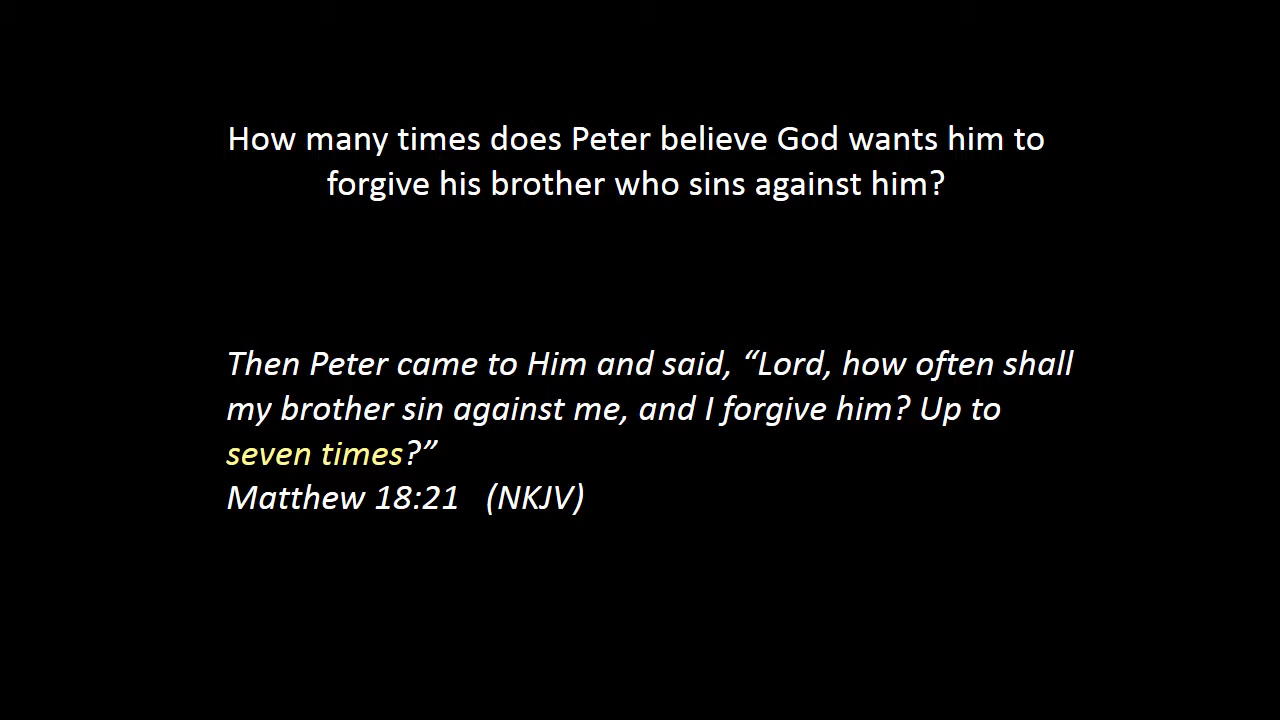 How many times does Peter believe God wants him to
forgive his brother who sins against him?
Then Peter came to Him and said, “Lord, how often shall
my brother sin against me, and I forgive him? Up to
seven times?”
Matthew 18:21 (NKJV)